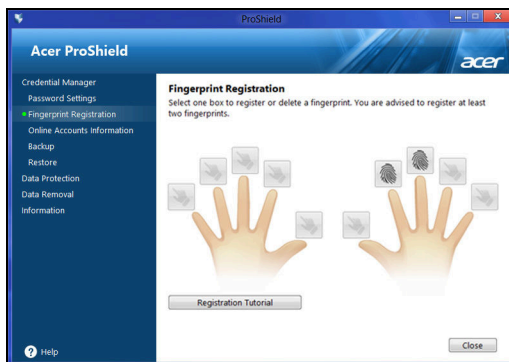 ProShield
Acer ProShield
acer
Credential Manager
Password Settings
Fingerprint Registration
Online Accounts Information
Backup
Restore
Data Protection
Data Removal
Information
Help
Fingerprint Registration
Select one box to register or delete a fingerprint. You are advised to register at least
two fingerprints.
Registration Tutorial
Close